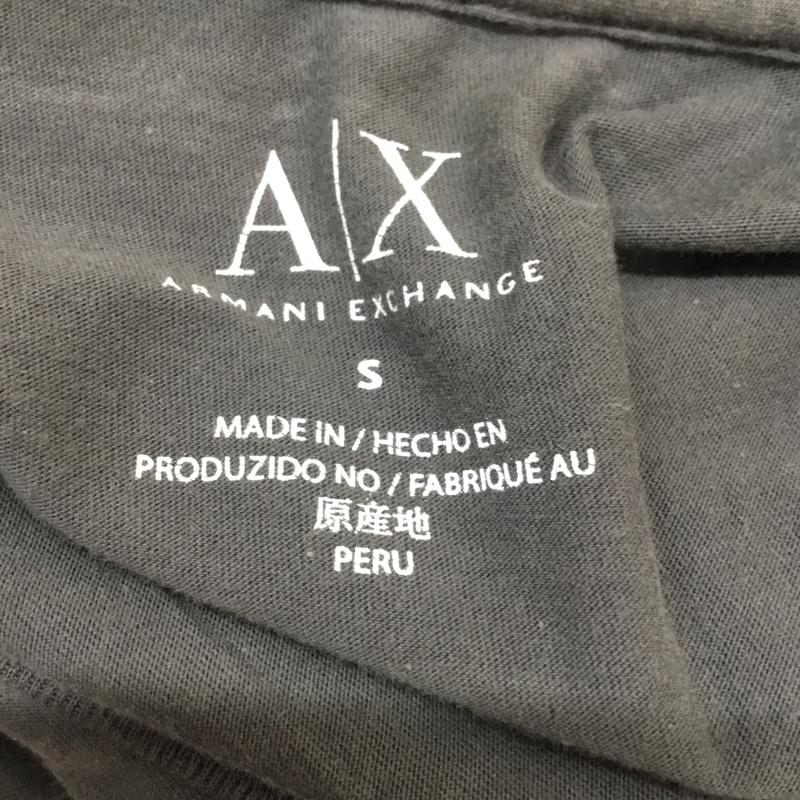 A|X
ARMANI EXCHANGE
S
MADE IN / HECHO EN
PRODUZIDO NO / FABRIQUÉ AU
原産地
PERU